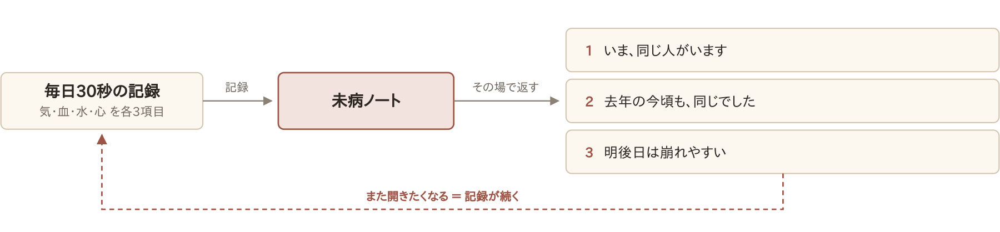 毎日30秒の記録
気・血・水・心 を各3項目
記録
未病ノート
その場で返す
1 いま、同じ人がいます
2 去年の今頃も、同じでした
3 明後日は崩れやすい
また開きたくなる = 記録が続く